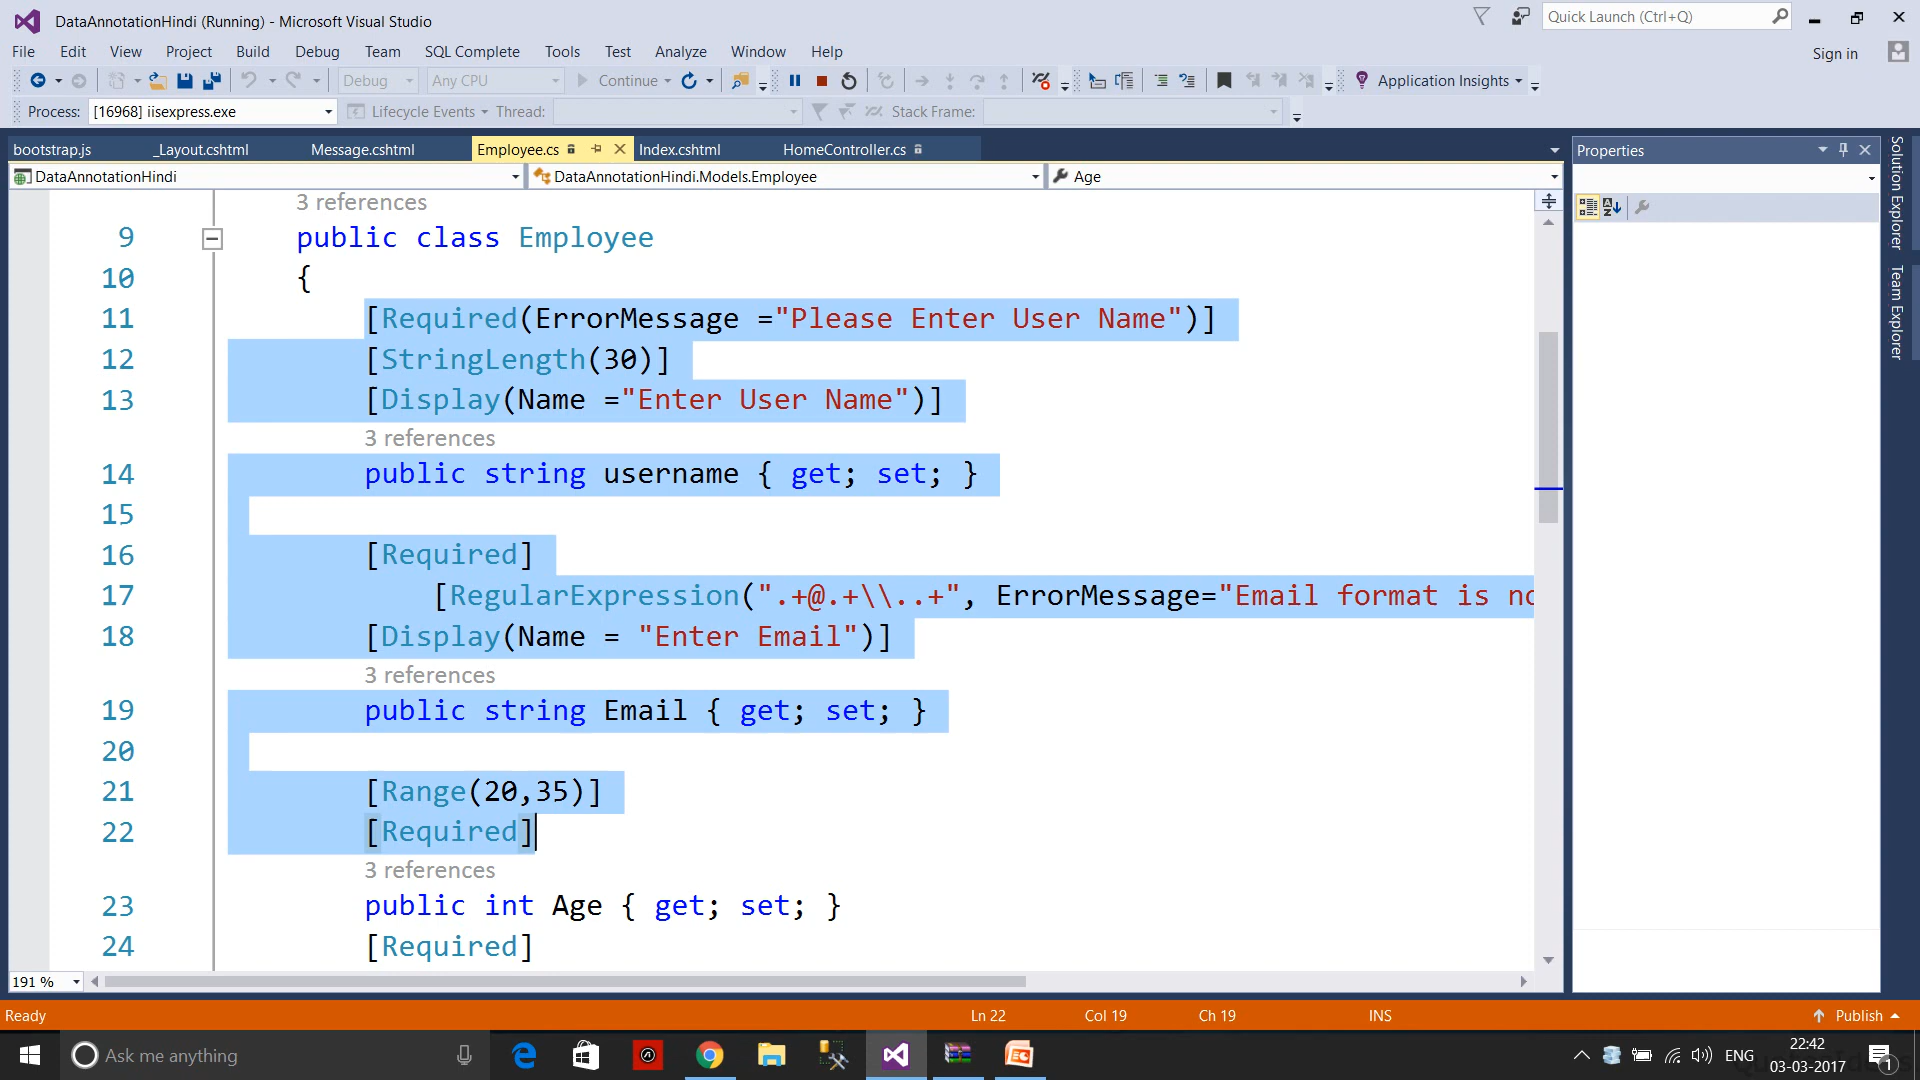 DataAnnotationHindi (Running) - Microsoft Visual Studio
Quick Launch (Ctrl+Q)
File Edit View Project Build Debug Team SQL Complete Tools Test Analyze Window Help
Sign in
Debug Any CPU Continue Application Insights
Process: [16968] iisexpress.exe Lifecycle Events Thread: Stack Frame:
bootstrap.js _Layout.cshtml Message.cshtml Employee.cs Index.cshtml HomeController.cs
Properties
DataAnnotationHindi DataAnnotationHindi.Models.Employee Age
Solution Explorer
Team Explorer
3 references
9 public class Employee
10 {
11 [Required(ErrorMessage ="Please Enter User Name")]
12 [StringLength(30)]
13 [Display(Name ="Enter User Name")]
3 references
14 public string username { get; set; }
15
16 [Required]
17 [RegularExpression(".+@.+\\..+", ErrorMessage="Email format is no
18 [Display(Name = "Enter Email")]
3 references
19 public string Email { get; set; }
20
21 [Range(20,35)]
22 [Required]
3 references
23 public int Age { get; set; }
24 [Required]
191 %
Ready Ln 22 Col 19 Ch 19 INS Publish
Ask me anything
ENG
22:42
03-03-2017
1